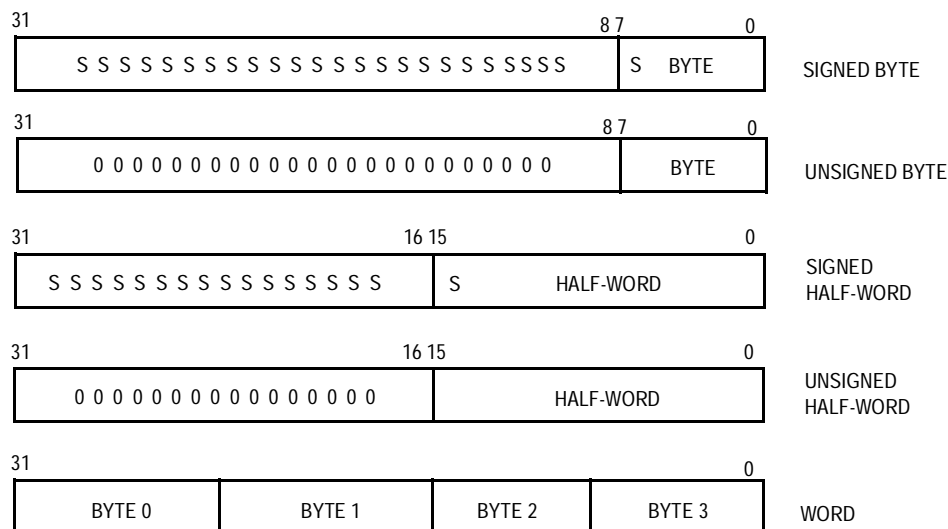 31 8 7 0
S S S S S S S S S S S S S S S S S S S S S S S S S BYTE SIGNED BYTE
31 8 7 0
0 0 0 0 0 0 0 0 0 0 0 0 0 0 0 0 0 0 0 0 0 0 0 0 BYTE UNSIGNED BYTE
31 16 15 0
S S S S S S S S S S S S S S S S S HALF-WORD SIGNED HALF-WORD
31 16 15 0
0 0 0 0 0 0 0 0 0 0 0 0 0 0 0 0 HALF-WORD UNSIGNED HALF-WORD
31 0
BYTE 0 BYTE 1 BYTE 2 BYTE 3 WORD